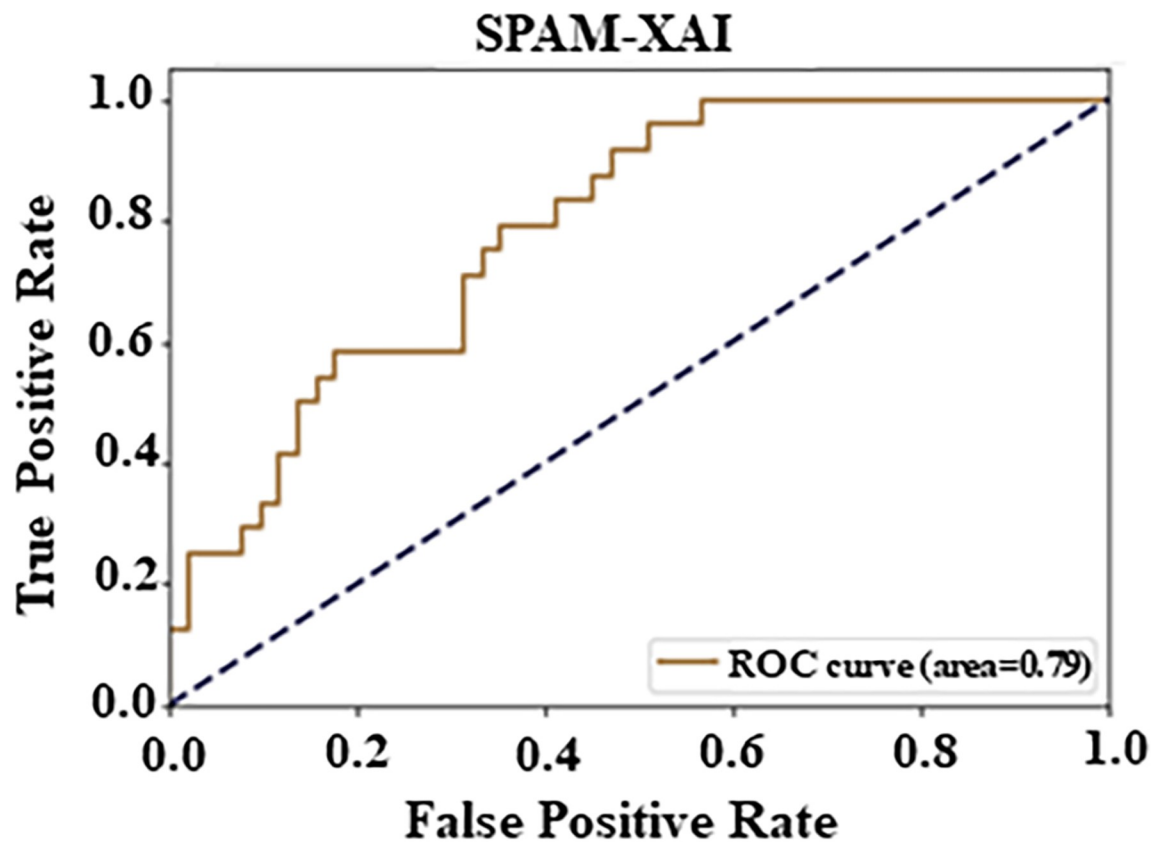 SPAM-XAI
1.0
0.8
0.6
0.4
0.2
0.0
True Positive Rate
ROC curve (area=0.79)
0.0 0.2 0.4 0.6 0.8 1.0
False Positive Rate